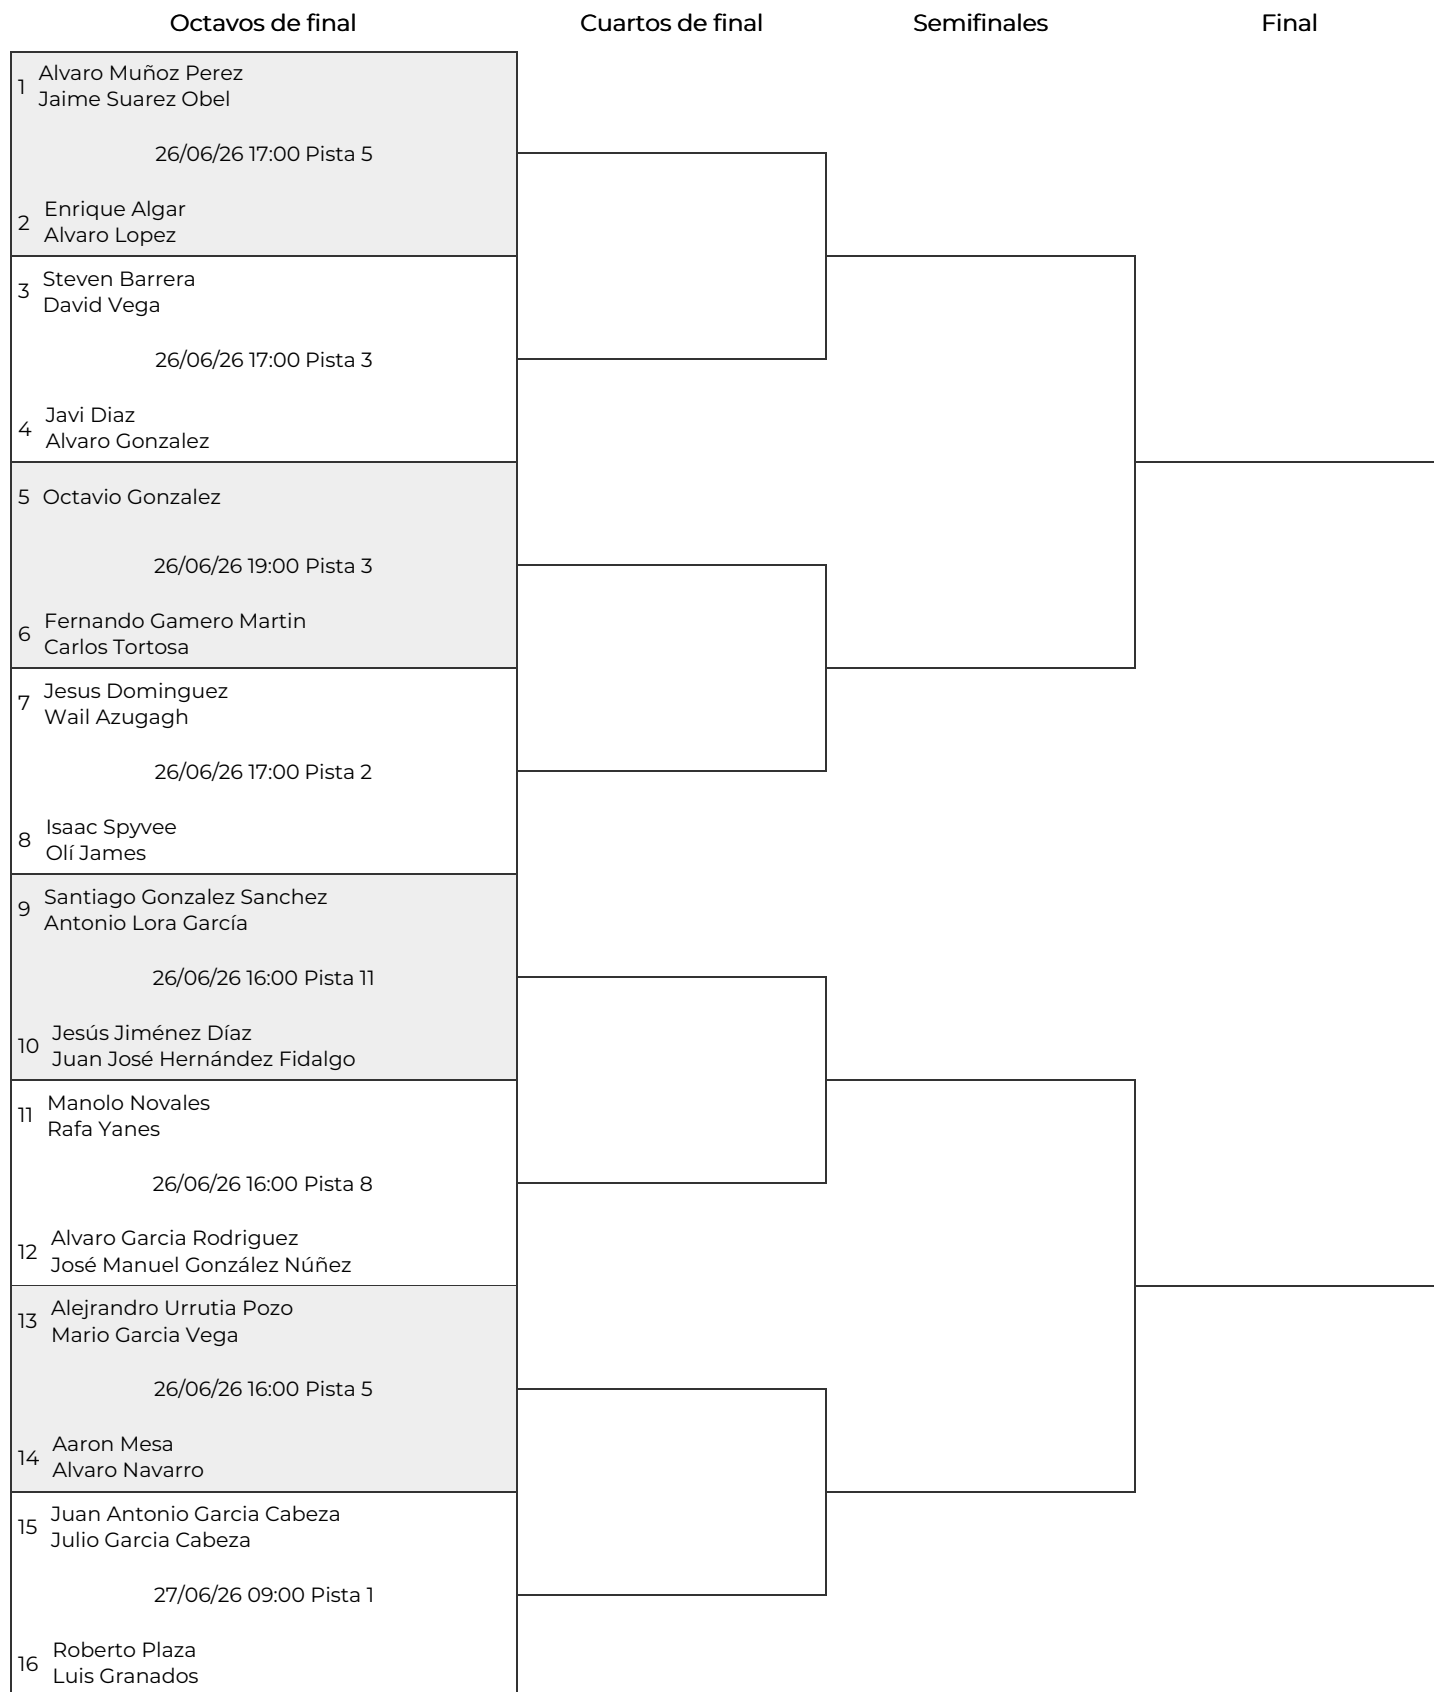 Octavos de final
Cuartos de final
Semifinales
Final
1
Alvaro Muñoz Perez
Jaime Suarez Obel
26/06/26 17:00 Pista 5
2
Enrique Algar
Alvaro Lopez
3
Steven Barrera
David Vega
26/06/26 17:00 Pista 3
4
Javi Diaz
Alvaro Gonzalez
5
Octavio Gonzalez
26/06/26 19:00 Pista 3
6
Fernando Gamero Martin
Carlos Tortosa
7
Jesus Dominguez
Wail Azugagh
26/06/26 17:00 Pista 2
8
Isaac Spyvee
Olí James
9
Santiago Gonzalez Sanchez
Antonio Lora García
26/06/26 16:00 Pista 11
10
Jesús Jiménez Díaz
Juan José Hernández Fidalgo
11
Manolo Novales
Rafa Yanes
26/06/26 16:00 Pista 8
12
Alvaro Garcia Rodriguez
José Manuel González Núñez
13
Alejrandro Urrutia Pozo
Mario Garcia Vega
26/06/26 16:00 Pista 5
14
Aaron Mesa
Alvaro Navarro
15
Juan Antonio Garcia Cabeza
Julio Garcia Cabeza
27/06/26 09:00 Pista 1
16
Roberto Plaza
Luis Granados